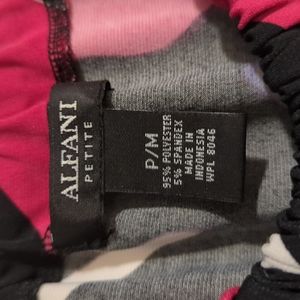 ALFANI
PETITE
P/M
95% POLYESTER
5% SPANDEX
MADE IN
INDONESIA
WPL 8046